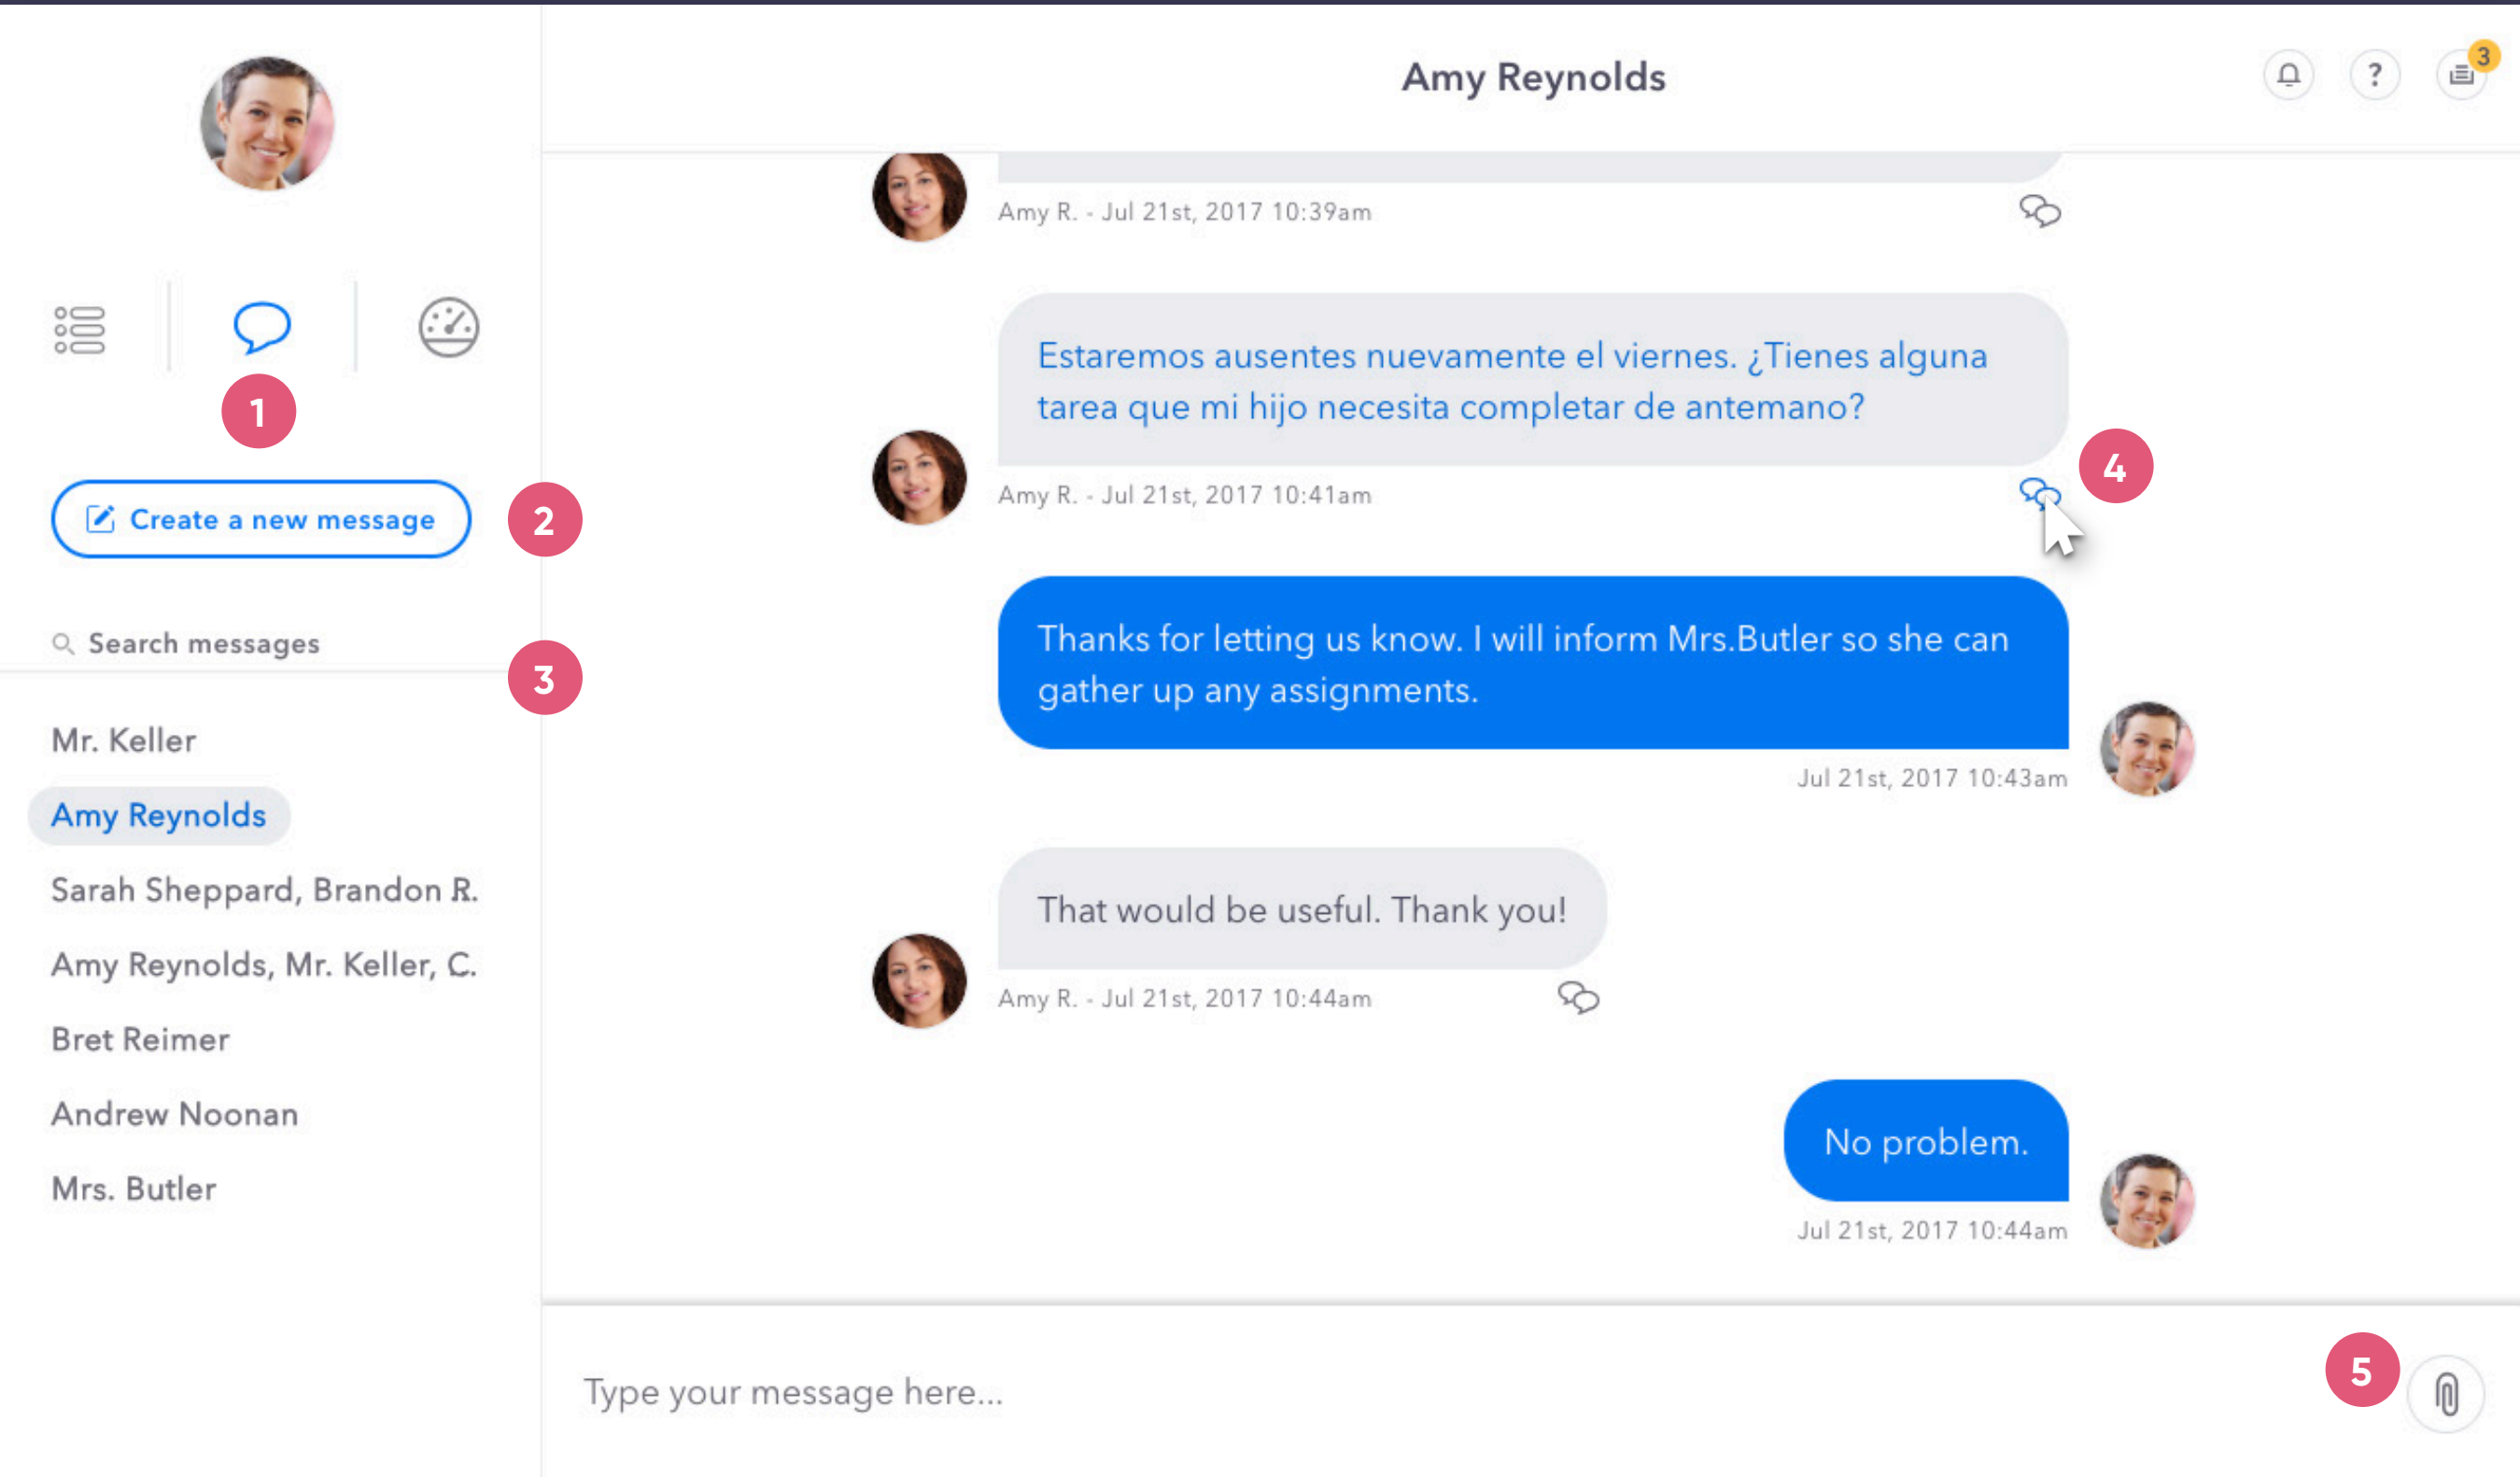 1
Create a new message
2
Search messages
3
Mr. Keller
Amy Reynolds
Sarah Sheppard, Brandon R.
Amy Reynolds, Mr. Keller, C.
Bret Reimer
Andrew Noonan
Mrs. Butler
Amy Reynolds
?
3
Amy R. - Jul 21st, 2017 10:39am
Estaremos ausentes nuevamente el viernes. ¿Tienes alguna
tarea que mi hijo necesita completar de antemano?
4
Amy R. - Jul 21st, 2017 10:41am
Thanks for letting us know. I will inform Mrs.Butler so she can
gather up any assignments.
Jul 21st, 2017 10:43am
That would be useful. Thank you!
Amy R. - Jul 21st, 2017 10:44am
No problem.
Jul 21st, 2017 10:44am
Type your message here...
5